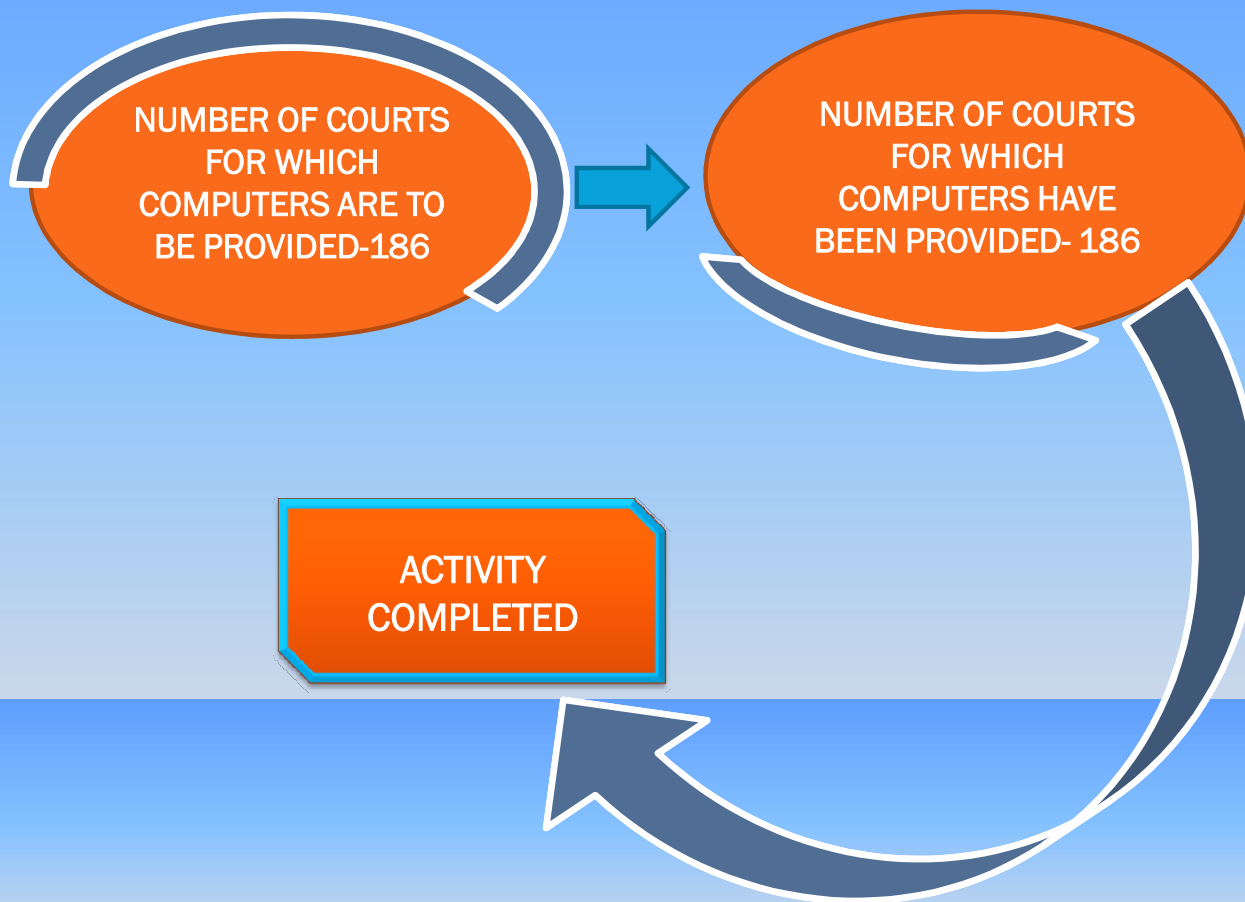 NUMBER OF COURTS
FOR WHICH
COMPUTERS ARE TO
BE PROVIDED-186
NUMBER OF COURTS
FOR WHICH
COMPUTERS HAVE
BEEN PROVIDED- 186
ACTIVITY
COMPLETED